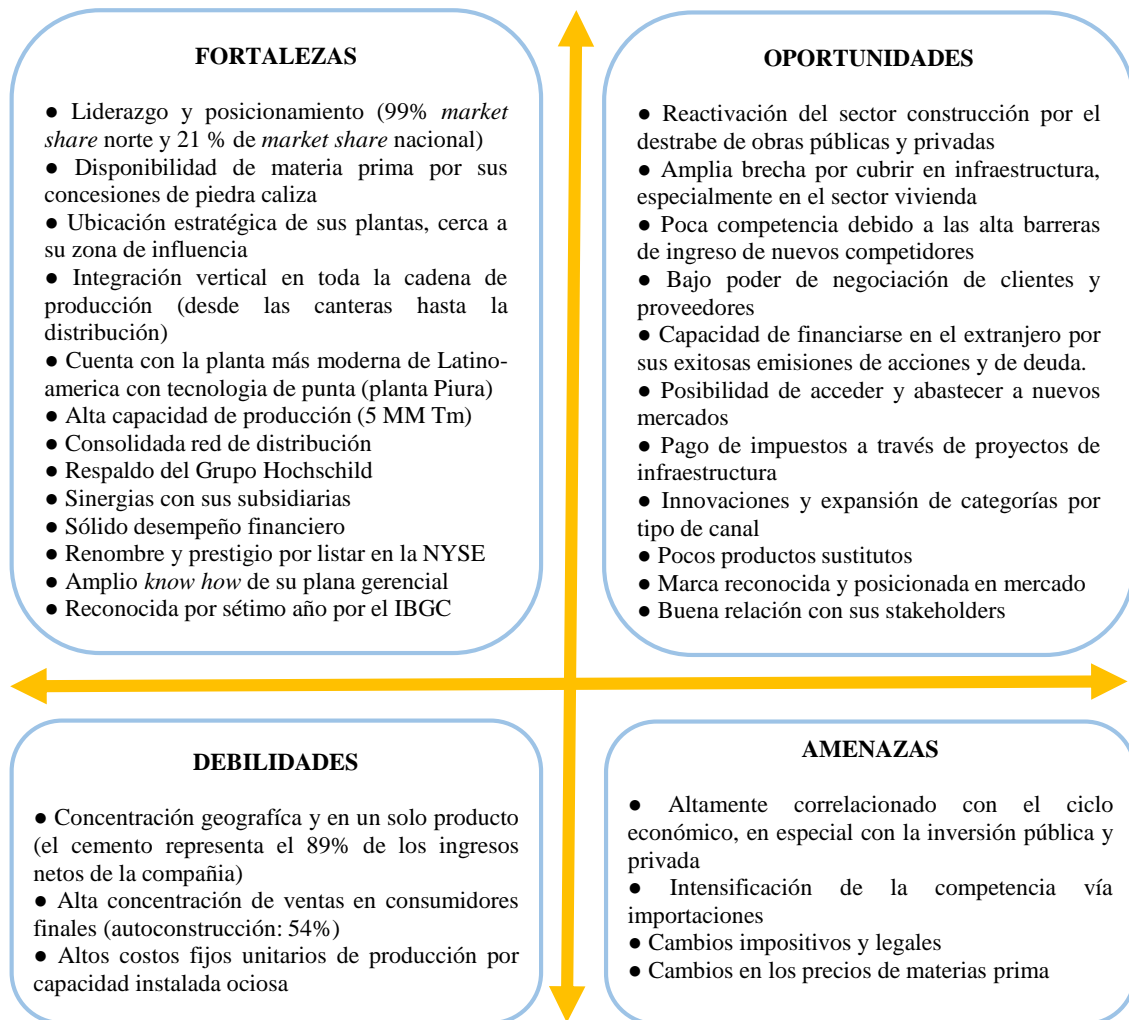 FORTALEZAS
● Liderazgo y posicionamiento (99% market
share norte y 21 % de market share nacional)
● Disponibilidad de materia prima por sus
concesiones de piedra caliza
● Ubicación estratégica de sus plantas, cerca a
su zona de influencia
● Integración vertical en toda la cadena de
producción (desde las canteras hasta la
distribución)
● Cuenta con la planta más moderna de Latino-
america con tecnologia de punta (planta Piura)
● Alta capacidad de producción (5 MM Tm)
● Consolidada red de distribución
● Respaldo del Grupo Hochschild
● Sinergias con sus subsidiarias
● Sólido desempeño financiero
● Renombre y prestigio por listar en la NYSE
● Amplio know how de su plana gerencial
● Reconocida por sétimo año por el IBGC
OPORTUNIDADES
● Reactivación del sector construcción por el
destrabe de obras públicas y privadas
● Amplia brecha por cubrir en infraestructura,
especialmente en el sector vivienda
● Poca competencia debido a las alta barreras
de ingreso de nuevos competidores
● Bajo poder de negociación de clientes y
proveedores
● Capacidad de financiarse en el extranjero por
sus exitosas emisiones de acciones y de deuda.
● Posibilidad de acceder y abastecer a nuevos
mercados
● Pago de impuestos a través de proyectos de
infraestructura
● Innovaciones y expansión de categorías por
tipo de canal
● Pocos productos sustitutos
● Marca reconocida y posicionada en mercado
● Buena relación con sus stakeholders
DEBILIDADES
● Concentración geografíca y en un solo producto
(el cemento representa el 89% de los ingresos
netos de la compañia)
● Alta concentración de ventas en consumidores
finales (autoconstrucción: 54%)
● Altos costos fijos unitarios de producción por
capacidad instalada ociosa
AMENAZAS
● Altamente correlacionado con el ciclo
económico, en especial con la inversión pública y
privada
● Intensificación de la competencia vía
importaciones
● Cambios impositivos y legales
● Cambios en los precios de materias prima